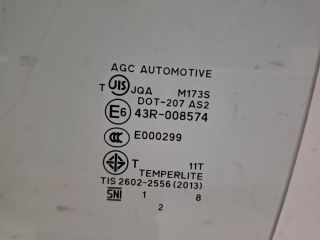 AGC AUTOMOTIVE
T JIS JQA M173S
DOT-207 AS2
E6 43R-008574
CCC E000299
T 11T
TEMPERLITE
TIS 2602-2556 (2013)
SNI 1 8
2